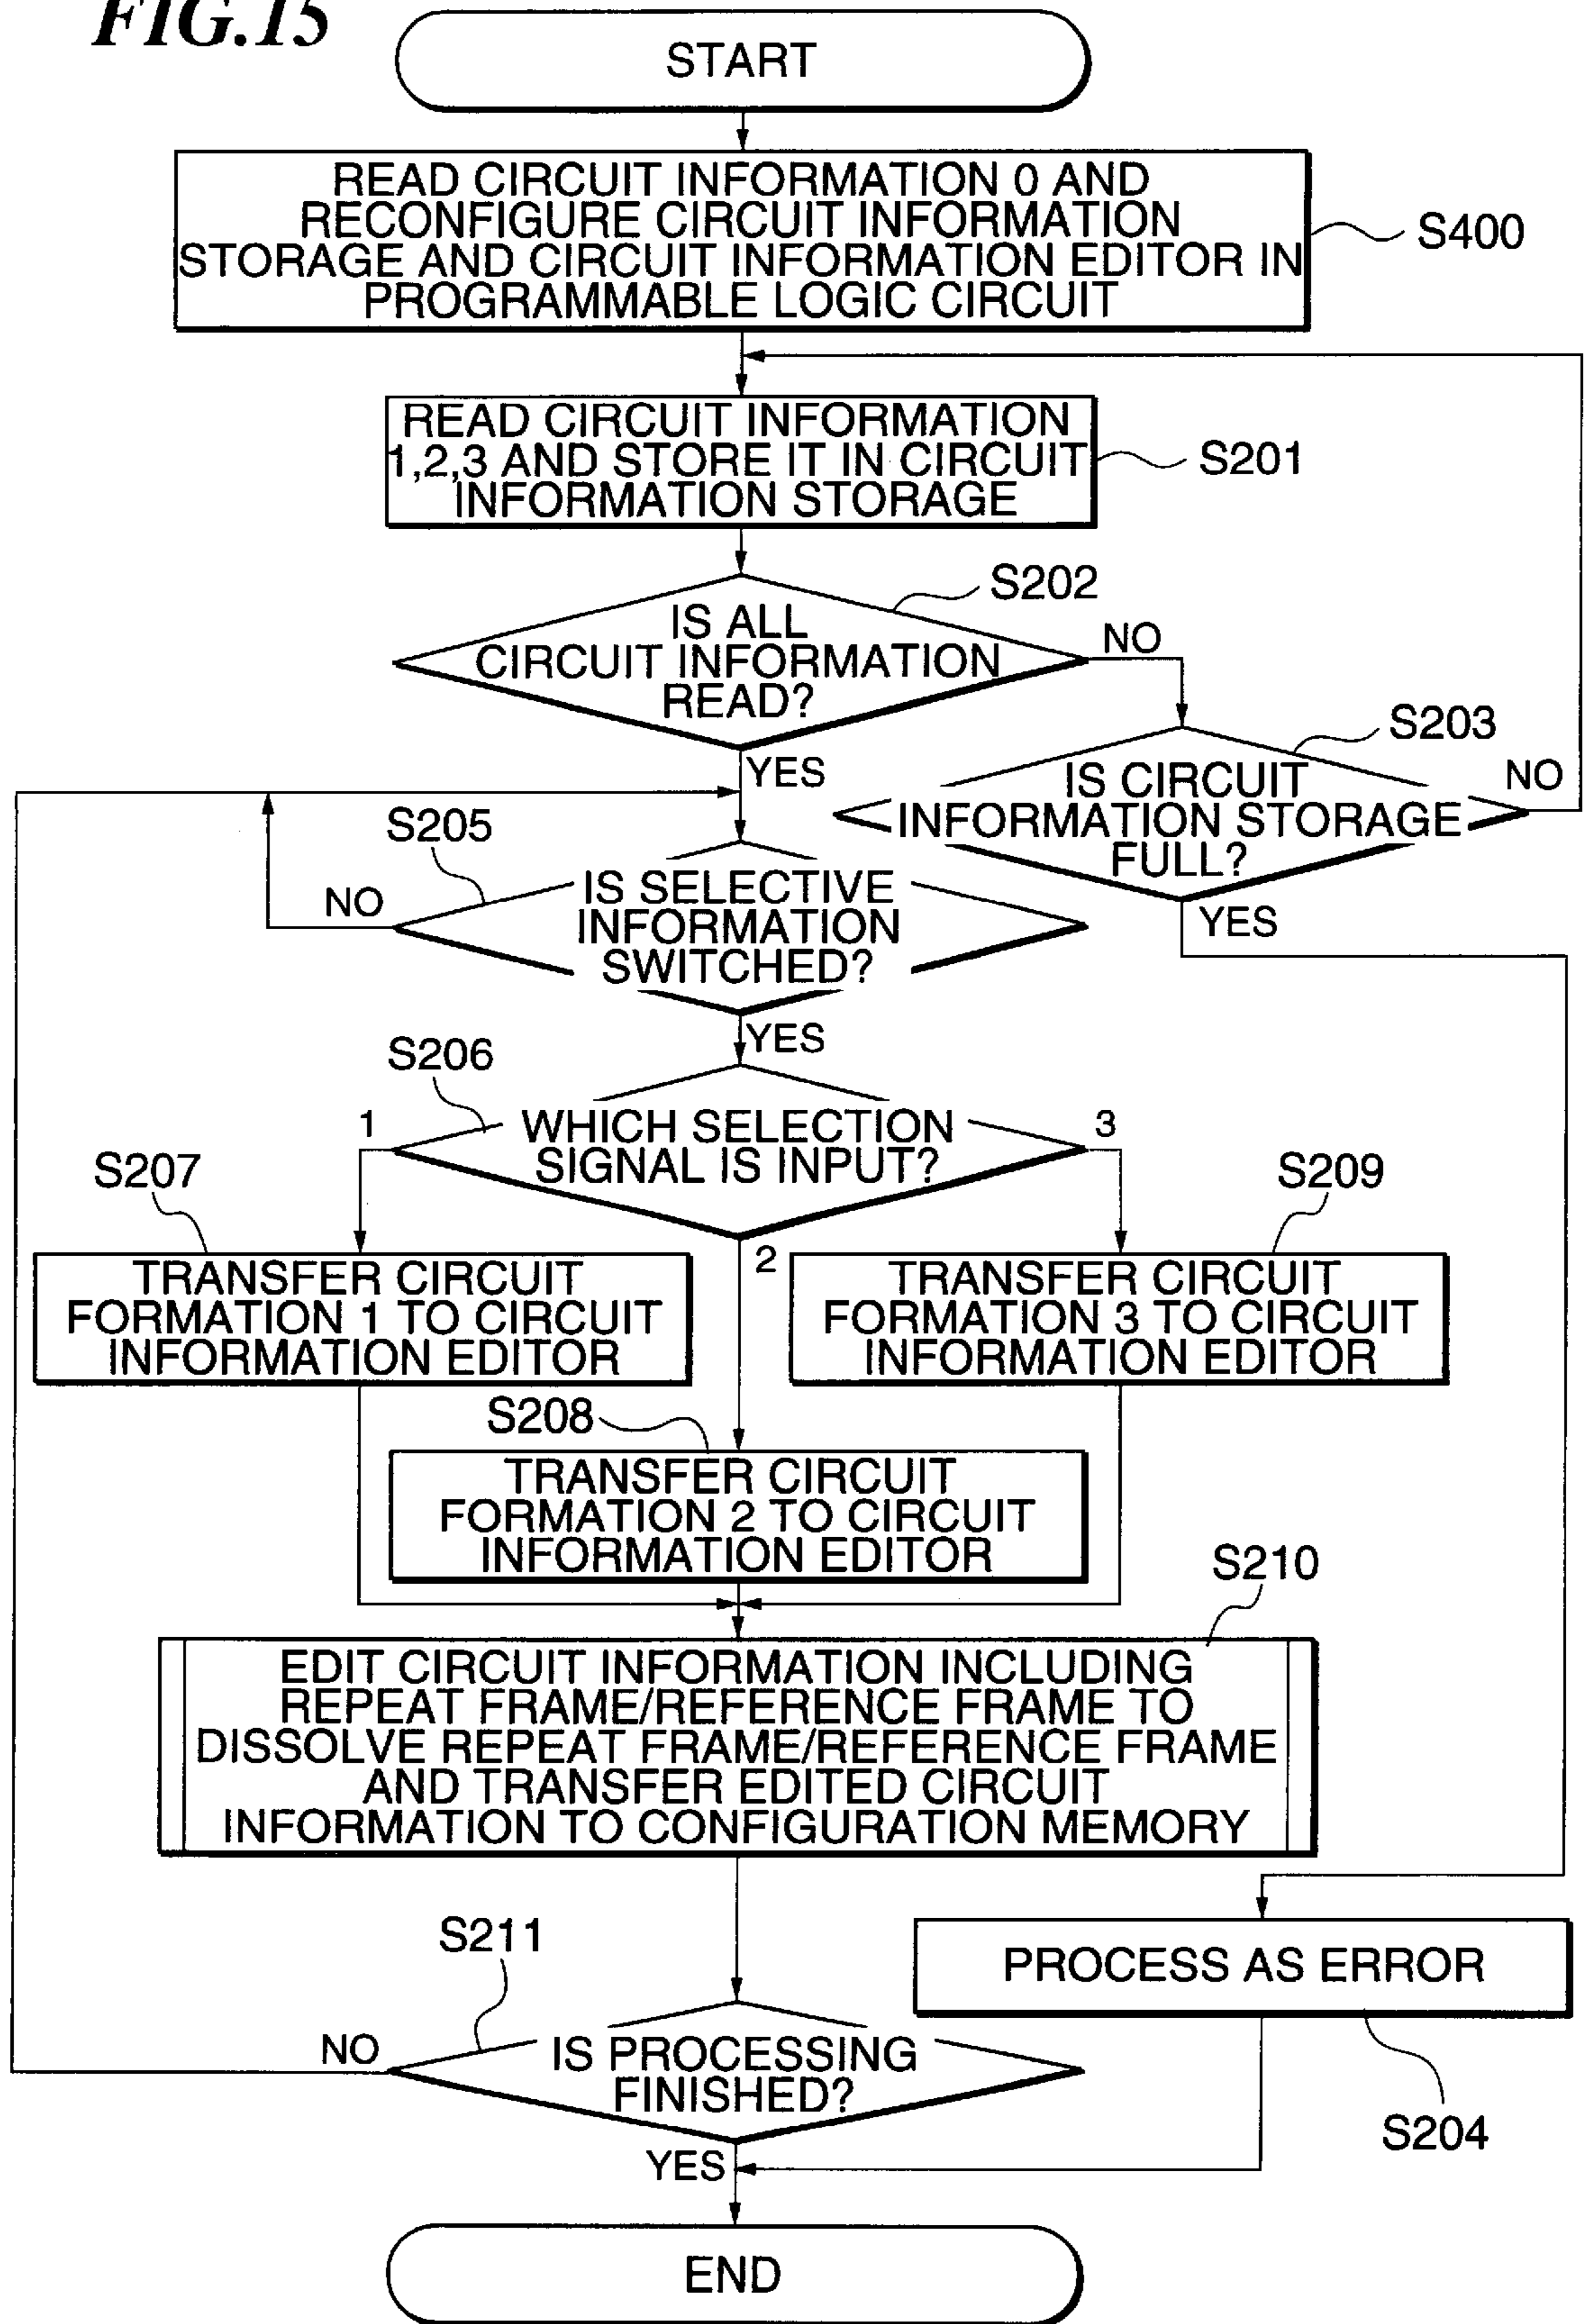 FIG.15
START
READ CIRCUIT INFORMATION 0 AND
RECONFIGURE CIRCUIT INFORMATION
STORAGE AND CIRCUIT INFORMATION EDITOR IN
PROGRAMMABLE LOGIC CIRCUIT
S400
READ CIRCUIT INFORMATION
1,2,3 AND STORE IT IN CIRCUIT
INFORMATION STORAGE
S201
S202
IS ALL
CIRCUIT INFORMATION
READ?
NO
YES
S203
IS CIRCUIT
INFORMATION STORAGE
FULL?
NO
YES
S205
IS SELECTIVE
INFORMATION
SWITCHED?
NO
YES
S206
WHICH SELECTION
SIGNAL IS INPUT?
1
3
2
S207
TRANSFER CIRCUIT
FORMATION 1 TO CIRCUIT
INFORMATION EDITOR
S209
TRANSFER CIRCUIT
FORMATION 3 TO CIRCUIT
INFORMATION EDITOR
S208
TRANSFER CIRCUIT
FORMATION 2 TO CIRCUIT
INFORMATION EDITOR
S210
EDIT CIRCUIT INFORMATION INCLUDING
REPEAT FRAME/REFERENCE FRAME TO
DISSOLVE REPEAT FRAME/REFERENCE FRAME
AND TRANSFER EDITED CIRCUIT
INFORMATION TO CONFIGURATION MEMORY
S211
IS PROCESSING
FINISHED?
NO
YES
PROCESS AS ERROR
S204
END